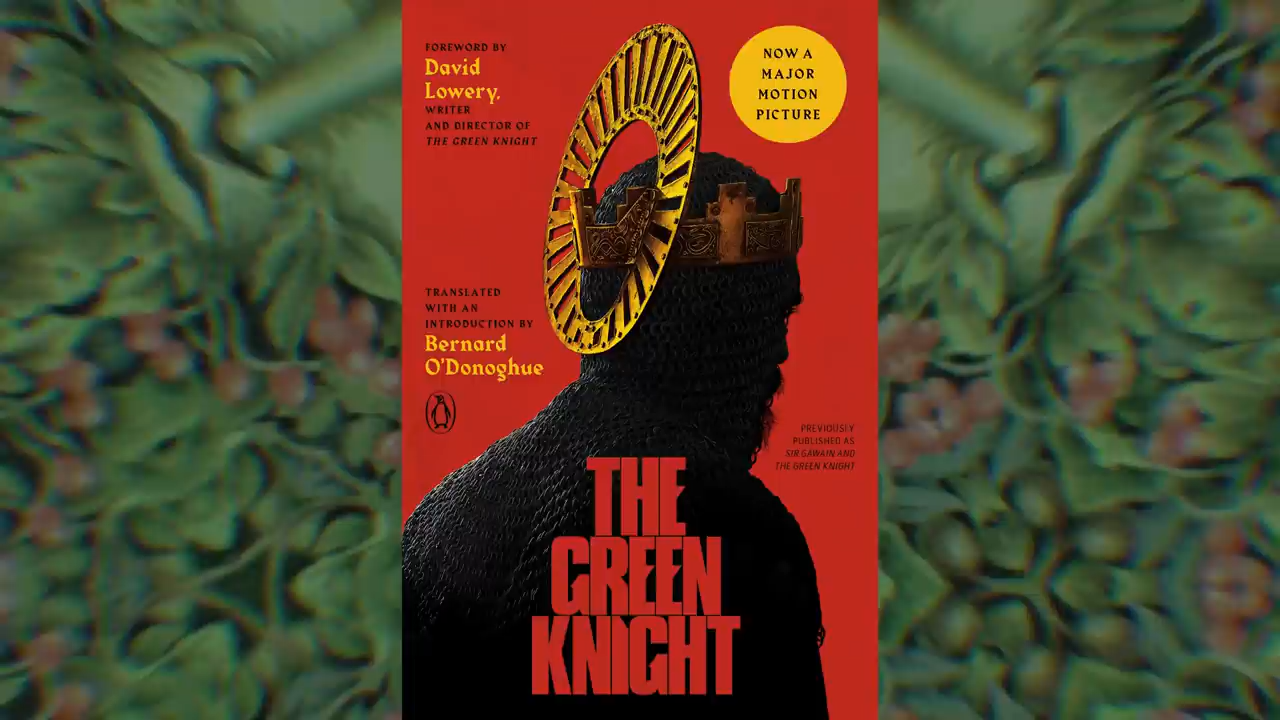 FOREWORD BY
David
Lowery,
WRITER
AND DIRECTOR OF
THE GREEN KNIGHT
NOW A
MAJOR
MOTION
PICTURE
TRANSLATED
WITH AN
INTRODUCTION BY
Bernard
O'Donoghue
PREVIOUSLY
PUBLISHED AS
SIR GAWAIN AND
THE GREEN KNIGHT
THE
GREEN
KNIGHT